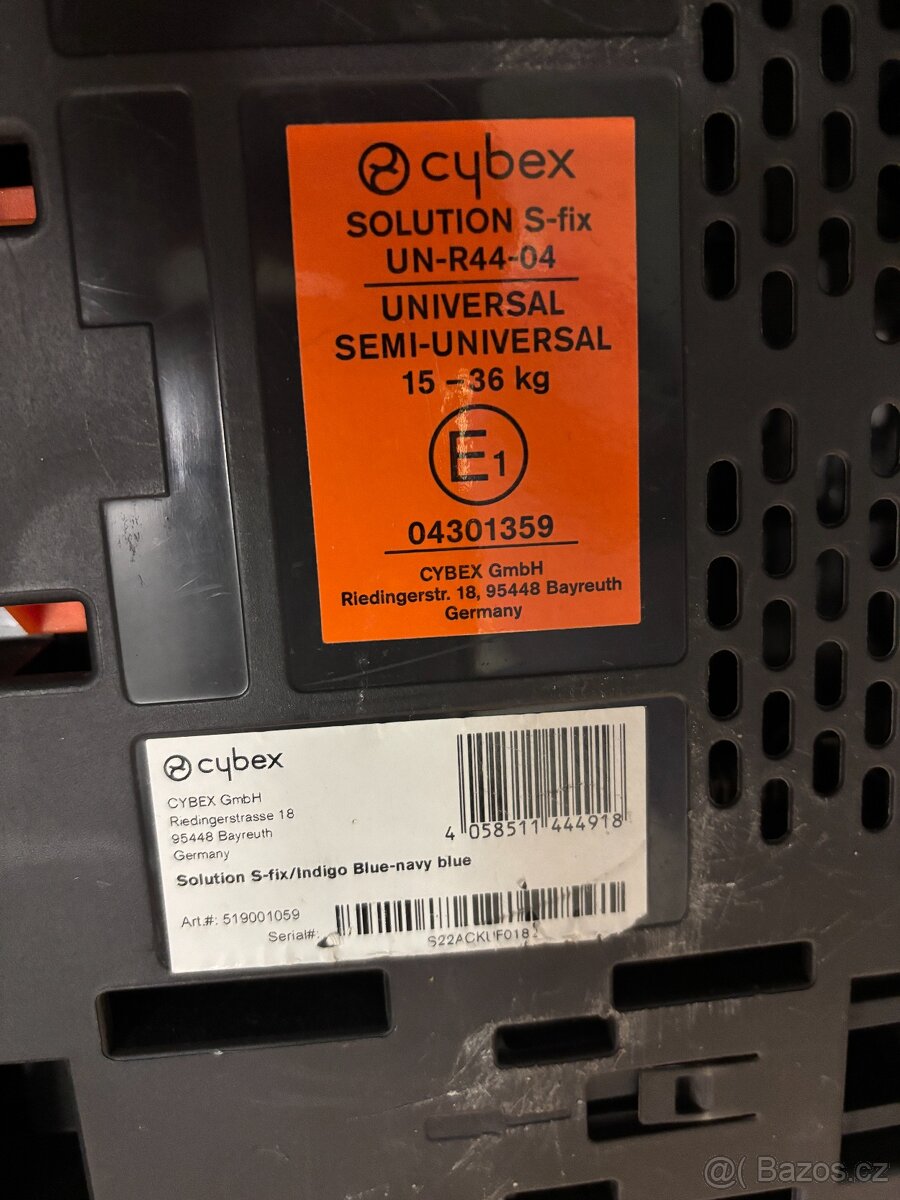 cybex
SOLUTION S-fix
UN-R44-04
UNIVERSAL
SEMI-UNIVERSAL
15 – 36 kg
E1
04301359
CYBEX GmbH
Riedingerstr. 18, 95448 Bayreuth
Germany
cybex
CYBEX GmbH
Riedingerstrasse 18
95448 Bayreuth
Germany
4 058511 444918
Solution S-fix/Indigo Blue-navy blue
Art.#: 519001059
Serial#:
@( Bazos.cz